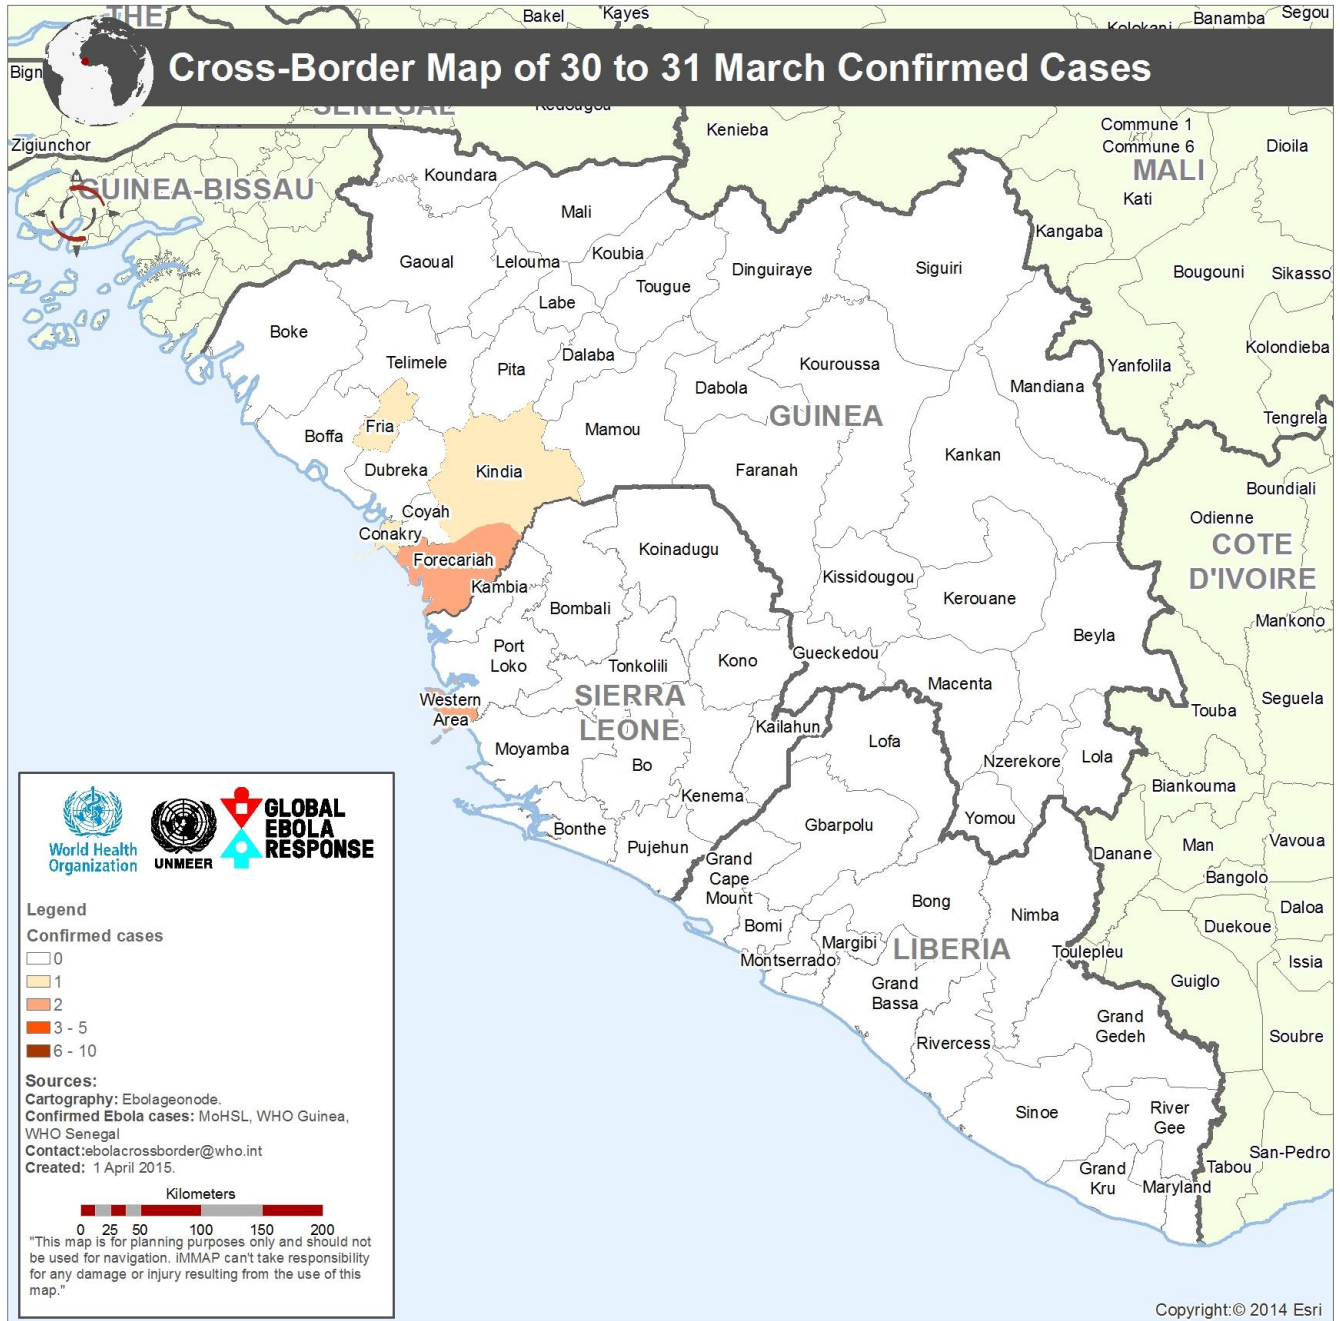 THE
Bakel
Kayes
Kolokani
Banamba
Segou
Bign
Cross-Border Map of 30 to 31 March Confirmed Cases
SENEGAL
Kedougou
Kenieba
Commune 1
Commune 6
Dioila
MALI
Kati
Zigiunchor
GUINEA-BISSAU
Koundara
Mali
Kangaba
Gaoual
Lelouma
Koubia
Tougue
Dinguiraye
Siguiri
Bougouni
Sikasso
Labe
Boke
Telimele
Pita
Dalaba
Kouroussa
Dabola
Mandiana
Yanfolila
Kolondieba
GUINEA
Tengrela
Fria
Boffa
Mamou
Kankan
Dubreka
Kindia
Faranah
Boundiali
Odienne
COTE
D'IVOIRE
Coyah
Conakry
Forecariah
Kambia
Koinadugu
Kissidougou
Kerouane
Bombali
Beyla
Mankono
Port
Loko
Tonkolili
Kono
Gueckedou
Macenta
Western
Area
SIERRA
LEONE
Kailahun
Touba
Seguela
Moyamba
Bo
Lofa
Nzerekore
Lola
Kenema
Biankouma
Bonthe
Pujehun
Gbarpolu
Yomou
Danane
Man
Vavoua
Bangolo
Grand
Cape
Mount
Bong
Nimba
Daloa
Duekoue
Bomi
Margibi
Montserrado
LIBERIA
Toulepleu
Issia
Guiglo
Grand
Bassa
Grand
Gedeh
Soubre
Rivercess
Sinoe
River
Gee
San-Pedro
Tabou
Grand
Kru
Maryland
World Health
Organization
UNMEER
GLOBAL
EBOLA
RESPONSE
Legend
Confirmed cases
0
1
2
3 - 5
6 - 10
Sources:
Cartography: Ebolageonode.
Confirmed Ebola cases: MoHSL, WHO Guinea,
WHO Senegal
Contact:ebolacrossborder@who.int
Created: 1 April 2015.
Kilometers
0 25 50 100 150 200
"This map is for planning purposes only and should not
be used for navigation. iMMAP can't take responsibility
for any damage or injury resulting from the use of this
map."
Copyright:© 2014 Esri